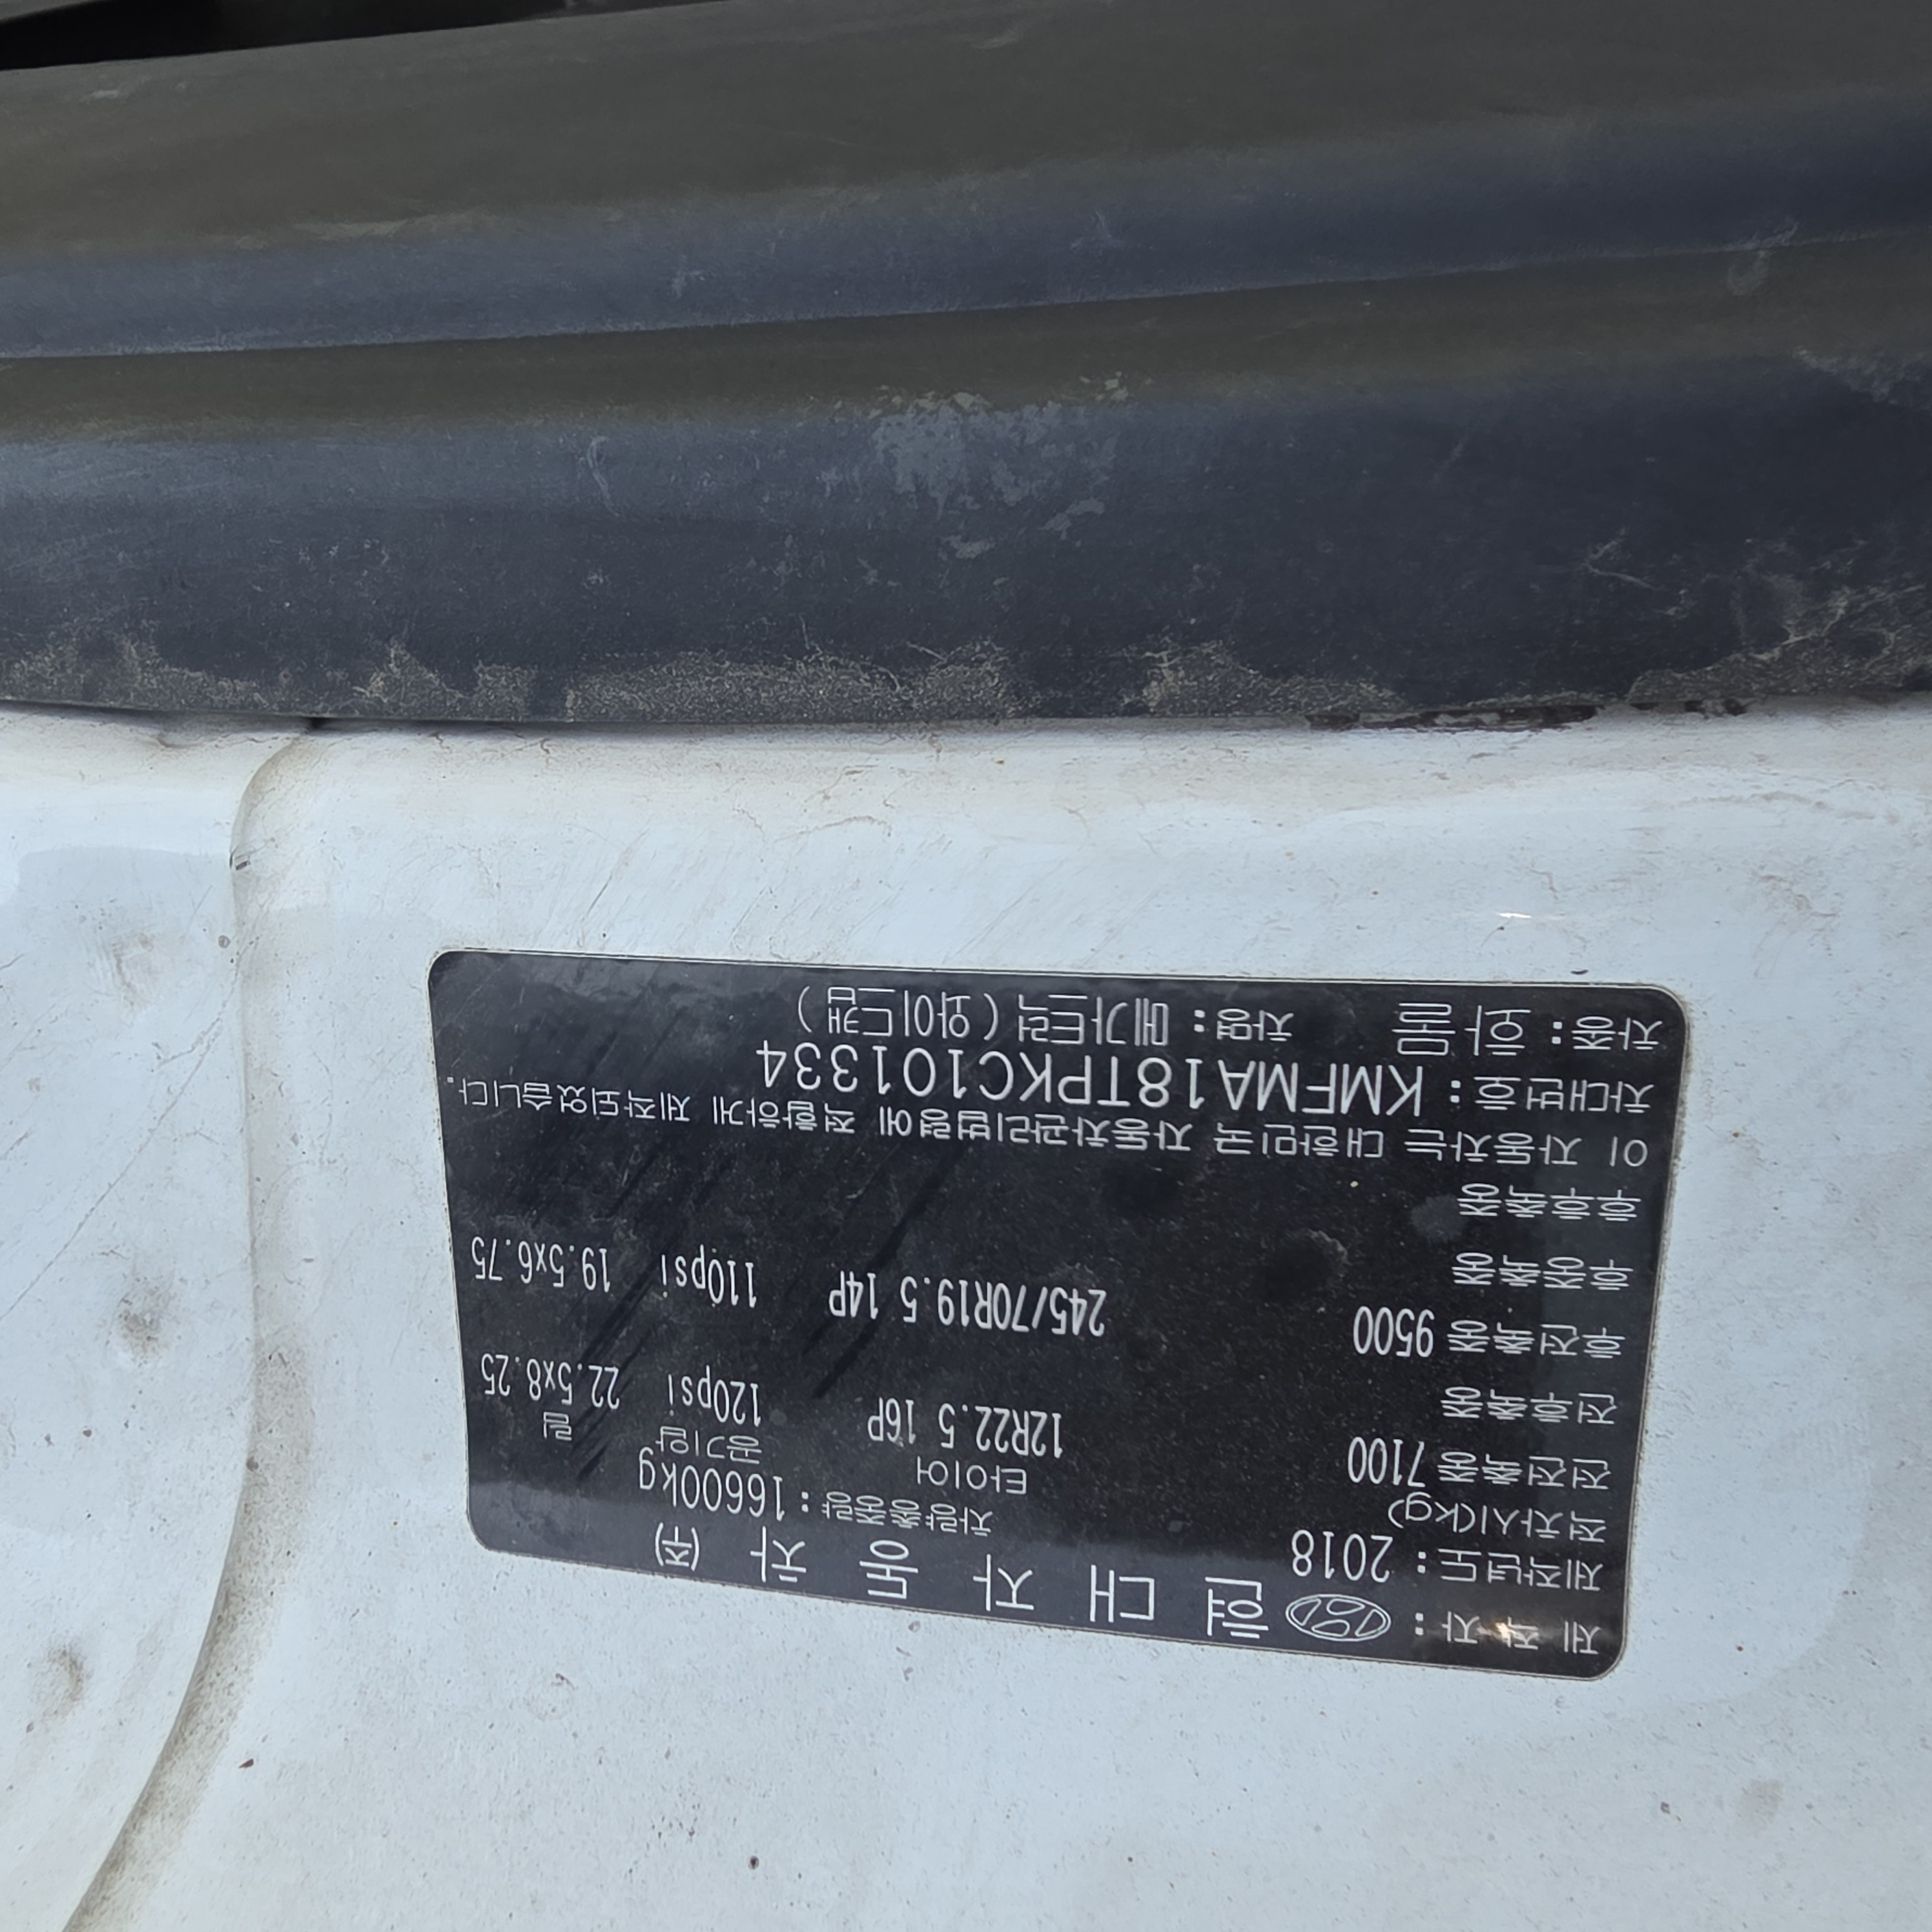 제 작 자 : 현 대 자 동 차 (주)
제작년도 : 2018 차량총중량 : 16600kg
적차시(kg) 타이어 공기압 림
전전축중 7100 12R22.5 16P 120psi 22.5x8.25
전후축중
후전축중 9500 245/70R19.5 14P 110psi 19.5x6.75
후중축중
후후축중
이 자동차는 대한민국 자동차관리법령에 적합하게 제작되었습니다.
차대번호 : KMFMA18TPKC101334
차종 : 화물 차명 : 메가트럭 ( 와이드캡 )